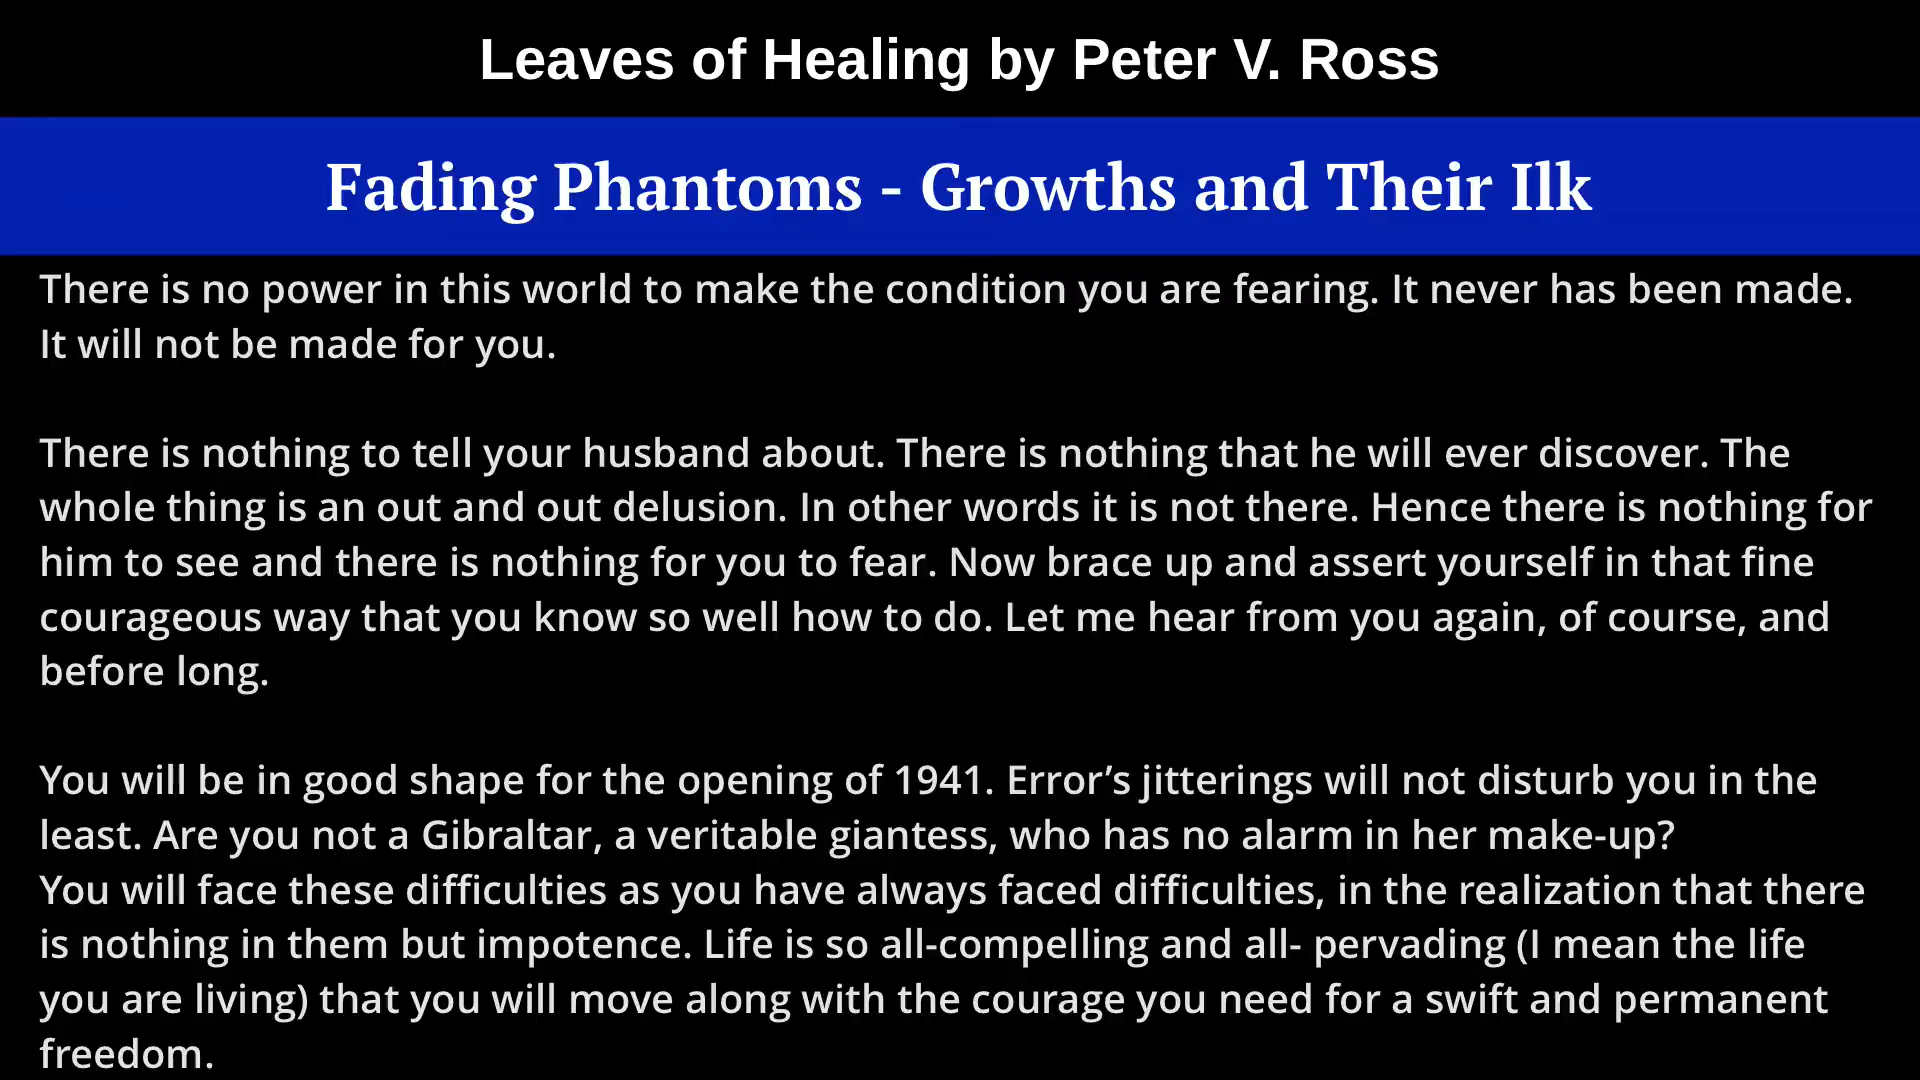 Leaves of Healing by Peter V. Ross
Fading Phantoms - Growths and Their Ilk
There is no power in this world to make the condition you are fearing. It never has been made.
It will not be made for you.
There is nothing to tell your husband about. There is nothing that he will ever discover. The
whole thing is an out and out delusion. In other words it is not there. Hence there is nothing for
him to see and there is nothing for you to fear. Now brace up and assert yourself in that fine
courageous way that you know so well how to do. Let me hear from you again, of course, and
before long.
You will be in good shape for the opening of 1941. Error’s jitterings will not disturb you in the
least. Are you not a Gibraltar, a veritable giantess, who has no alarm in her make-up?
You will face these difficulties as you have always faced difficulties, in the realization that there
is nothing in them but impotence. Life is so all-compelling and all- pervading (I mean the life
you are living) that you will move along with the courage you need for a swift and permanent
freedom.